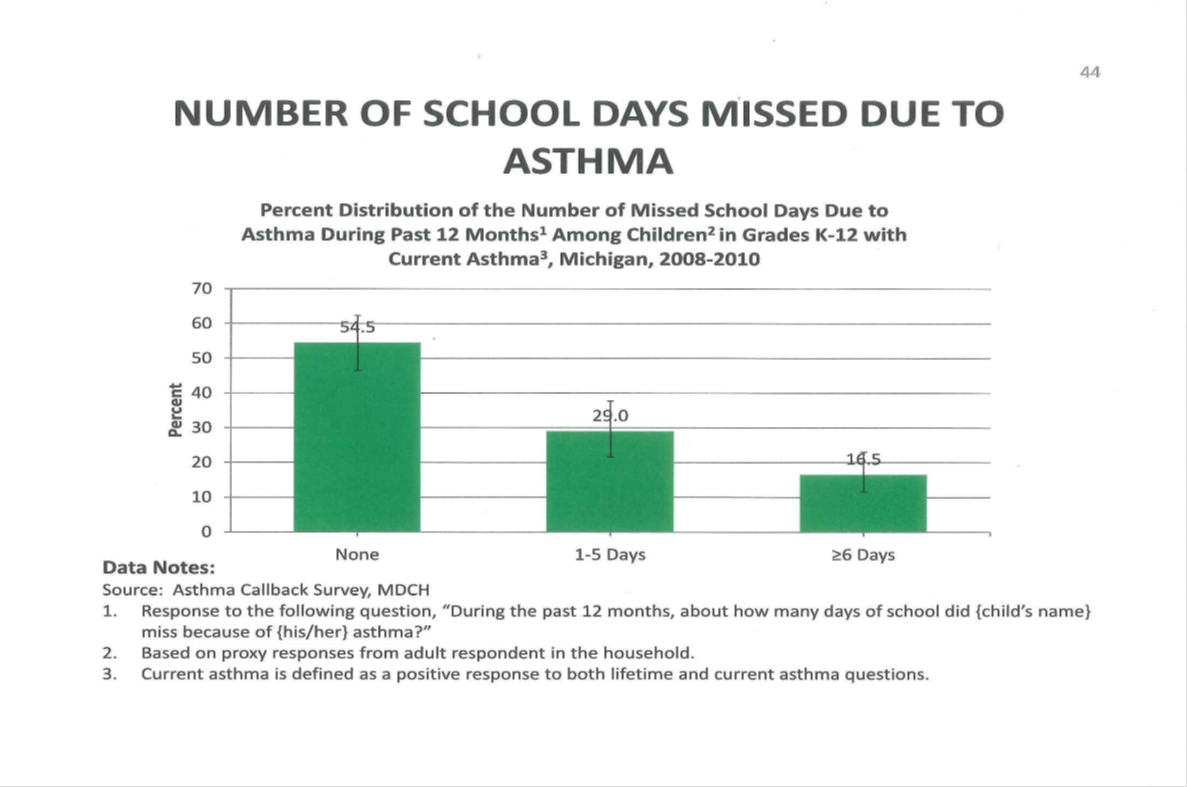 44
NUMBER OF SCHOOL DAYS MISSED DUE TO
ASTHMA
Percent Distribution of the Number of Missed School Days Due to
Asthma During Past 12 Months¹ Among Children² in Grades K-12 with
Current Asthma³, Michigan, 2008-2010
Percent
70
60
50
40
30
20
10
0
54.5
29.0
16.5
None
1-5 Days
≥6 Days
Data Notes:
Source: Asthma Callback Survey, MDCH
1. Response to the following question, “During the past 12 months, about how many days of school did {child’s name}
miss because of {his/her} asthma?”
2. Based on proxy responses from adult respondent in the household.
3. Current asthma is defined as a positive response to both lifetime and current asthma questions.